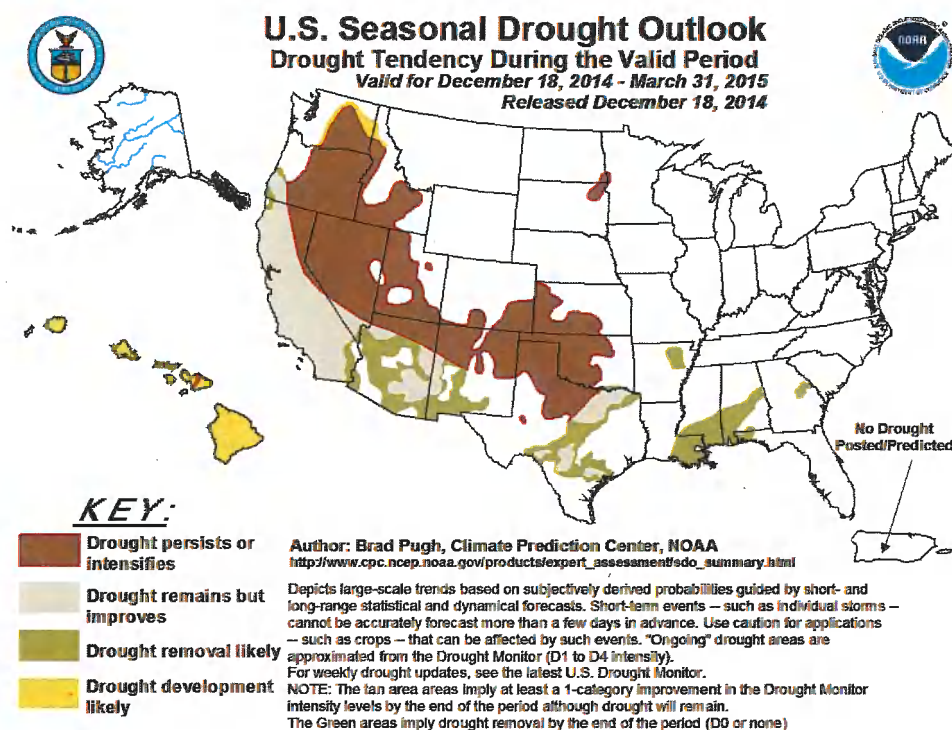 U.S. Seasonal Drought Outlook
Drought Tendency During the Valid Period
Valid for December 18, 2014 - March 31, 2015
Released December 18, 2014
NOAA
No Drought
Posted/Predicted
KEY:
Drought persists or
intensifies
Drought remains but
improves
Drought removal likely
Drought development
likely
Author: Brad Pugh, Climate Prediction Center, NOAA
http://www.cpc.ncep.noaa.gov/products/expert_assessment/sdo_summary.html
Depicts large-scale trends based on subjectively derived probabilities guided by short- and
long-range statistical and dynamical forecasts. Short-term events -- such as individual storms --
cannot be accurately forecast more than a few days in advance. Use caution for applications
-- such as crops -- that can be affected by such events. "Ongoing" drought areas are
approximated from the Drought Monitor (D1 to D4 intensity).
For weekly drought updates, see the latest U.S. Drought Monitor.
NOTE: The tan area areas imply at least a 1-category improvement in the Drought Monitor
intensity levels by the end of the period although drought will remain.
The Green areas imply drought removal by the end of the period (D0 or none)